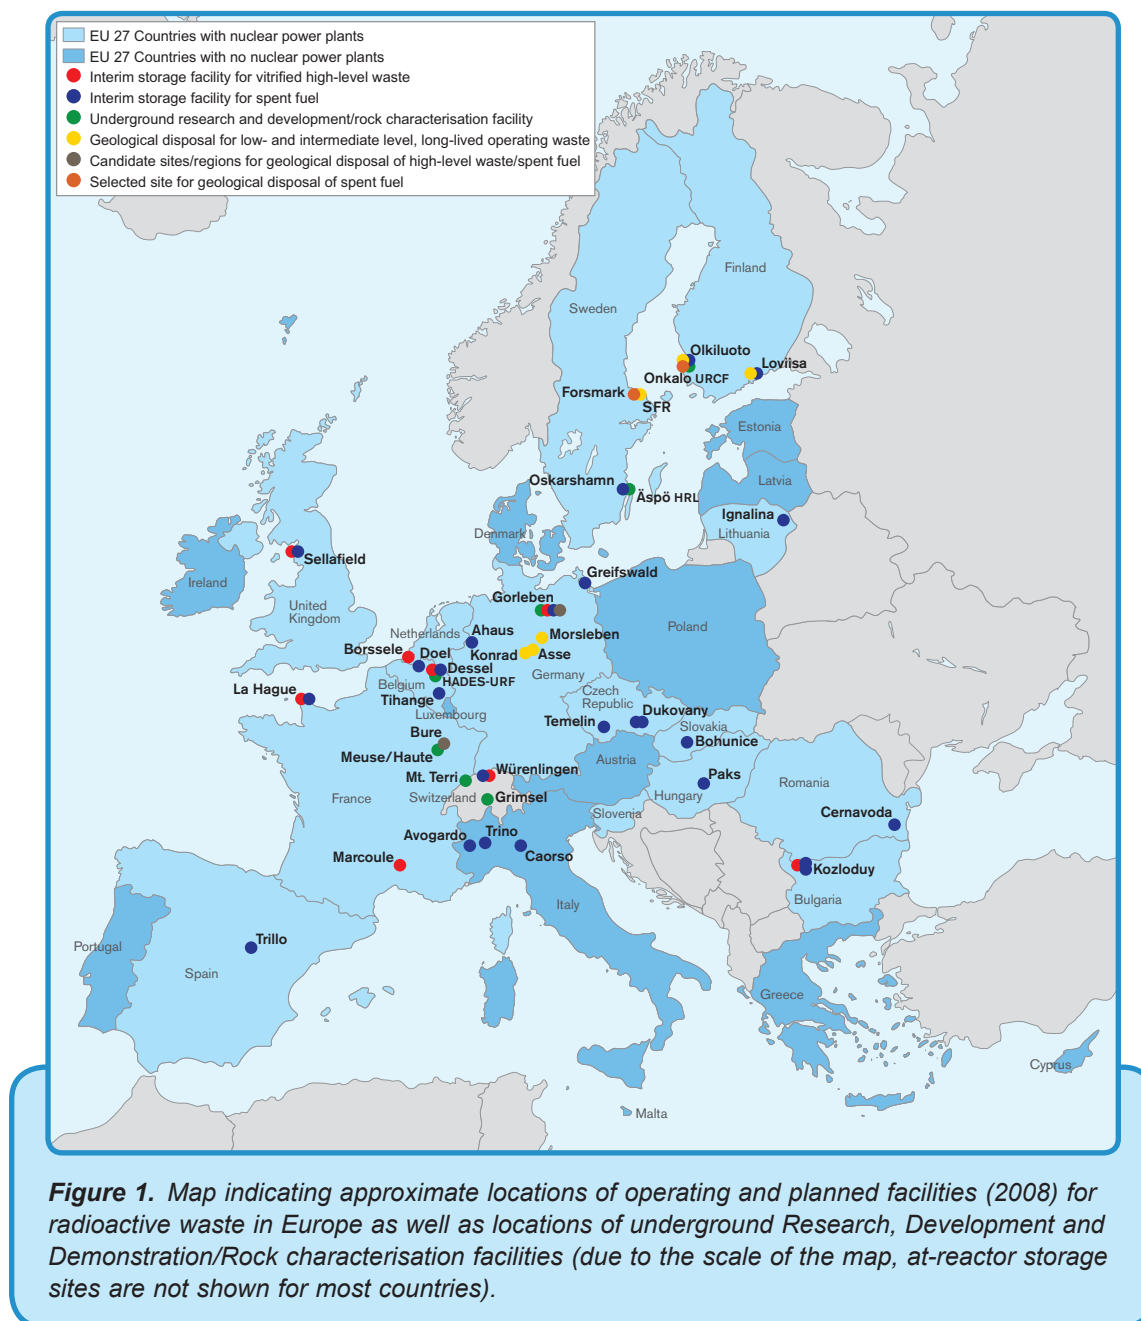 EU 27 Countries with nuclear power plants
EU 27 Countries with no nuclear power plants
Interim storage facility for vitrified high-level waste
Interim storage facility for spent fuel
Underground research and development/rock characterisation facility
Geological disposal for low- and intermediate level, long-lived operating waste
Candidate sites/regions for geological disposal of high-level waste/spent fuel
Selected site for geological disposal of spent fuel
Finland
Sweden
Olkiluoto
Loviisa
Onkalo URCF
Forsmark
SFR
Estonia
Latvia
Oskarshamn
Äspö HRL
Ignalina
Lithuania
Denmark
Sellafield
Greifswald
Ireland
Gorleben
United
Kingdom
Poland
Netherlands
Ahaus
Morsleben
Borssele
Doel
Konrad
Asse
Dessel
HADES-URF
Germany
Belgium
La Hague
Tihange
Czech
Republic
Luxembourg
Dukovany
Temelin
Slovakia
Bure
Bohunice
Meuse/Haute
Austria
Mt. Terri
Würenlingen
Paks
Romania
France
Switzerland
Grimsel
Hungary
Slovenia
Cernavoda
Avogardo
Trino
Caorso
Marcoule
Kozloduy
Bulgaria
Italy
Portugal
Trillo
Spain
Greece
Cyprus
Malta
Figure 1. Map indicating approximate locations of operating and planned facilities (2008) for
radioactive waste in Europe as well as locations of underground Research, Development and
Demonstration/Rock characterisation facilities (due to the scale of the map, at-reactor storage
sites are not shown for most countries).